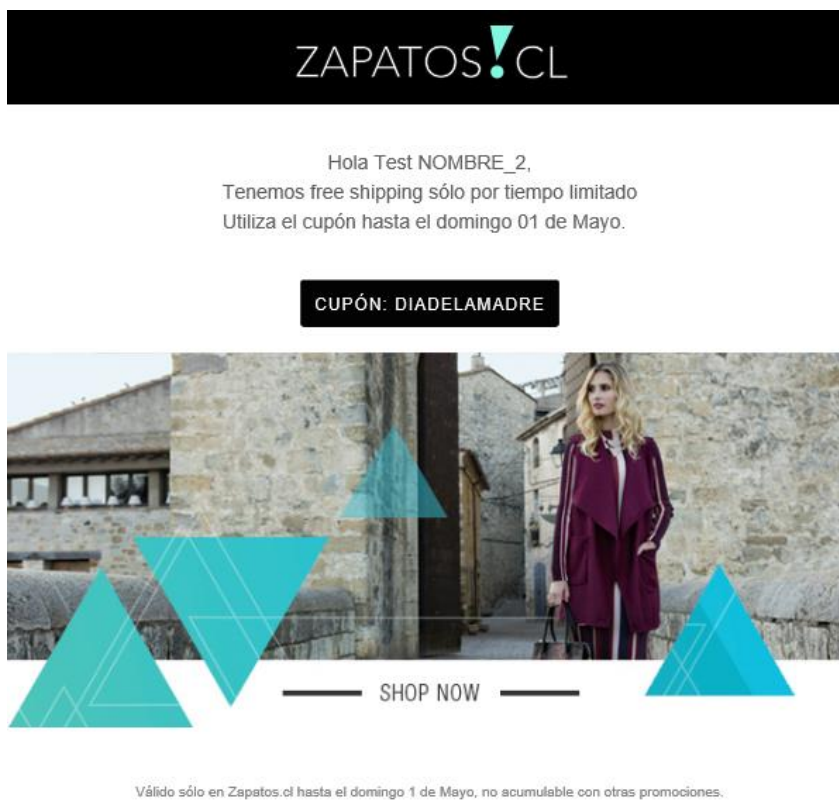 ZAPATOS!CL
Hola Test NOMBRE_2,
Tenemos free shipping sólo por tiempo limitado
Utiliza el cupón hasta el domingo 01 de Mayo.
CUPÓN: DIADELAMADRE
SHOP NOW
Válido sólo en Zapatos.cl hasta el domingo 1 de Mayo, no acumulable con otras promociones.